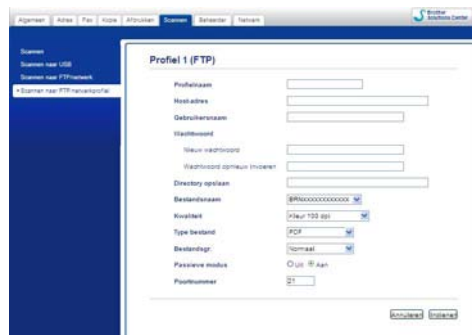 Algemeen Adres Fax Kopie Afdrukken Scannen Beheerder Netwerk
Brother
Solutions Center
Scannen
Scannen naar USB
Scannen naar FTP/netwerk
Scannen naar FTP/netwerkprofiel
Profiel 1 (FTP)
Profielnaam
Hostadres
Gebruikersnaam
Wachtwoord
Nieuw wachtwoord
Wachtwoord opnieuw invoeren
Directory opslaan
Bestandsnaam BRNXXXXXXXXXXXX
Kwaliteit Kleur 100 dpi
Type bestand PDF
Bestandsgr. Normaal
Passieve modus Uit Aan
Poortnummer 21
Annuleren Indienen